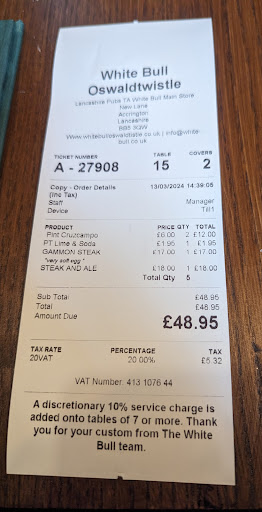 White Bull
Oswaldtwistle
Lancashire Pubs TA White Bull Main Store
New Lane
Accrington
Lancashire
BB5 3QW
Www.whitebulloswaldtwistle.co.uk | info@white-
bull.co.uk
TICKET NUMBER TABLE COVERS
A - 27908 15 2
Copy - Order Details 13/03/2024 14:39:05
(Inc Tax)
Staff Manager
Device Till1
PRODUCT PRICE QTY TOTAL
Pint Cruzcampo £6.00 2 £12.00
PT Lime & Soda £1.95 1 £1.95
GAMMON STEAK £17.00 1 £17.00
"very soft egg "
STEAK AND ALE £18.00 1 £18.00
Total Qty 5
Sub Total £48.95
Total £48.95
Amount Due £48.95
TAX RATE PERCENTAGE TAX
20VAT 20.00% £5.32
VAT Number: 413 1076 44
A discretionary 10% service charge is
added onto tables of 7 or more. Thank
you for your custom from The White
Bull team.